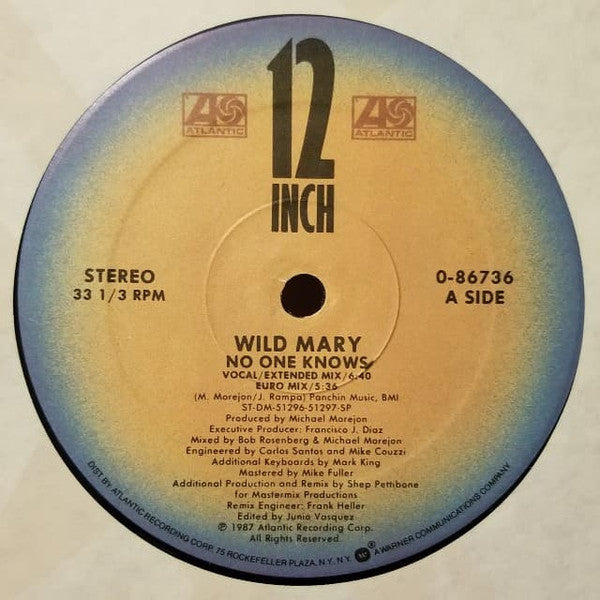 12
INCH
ATLANTIC
ATLANTIC
STEREO
33 1/3 RPM
0-86736
A SIDE
WILD MARY
NO ONE KNOWS
VOCAL/EXTENDED MIX/6:40
EURO MIX/5:36
(M. Morejon/J. Rampa) Panchin Music, BMI
ST-DM-51296-51297-SP
Produced by Michael Morejon
Executive Producer: Francisco J. Diaz
Mixed by Bob Rosenberg & Michael Morejon
Engineered by Carlos Santos and Mike Couzzi
Additional Keyboards by Mark King
Mastered by Mike Fuller
Additional Production and Remix by Shep Pettibone
for Mastermix Productions
Remix Engineer: Frank Heller
Edited by Junio Vasquez
℗ 1987 Atlantic Recording Corp.
All Rights Reserved.
DIST BY ATLANTIC RECORDING CORP. 75 ROCKEFELLER PLAZA, N.Y. N.Y. A WARNER COMMUNICATIONS COMPANY